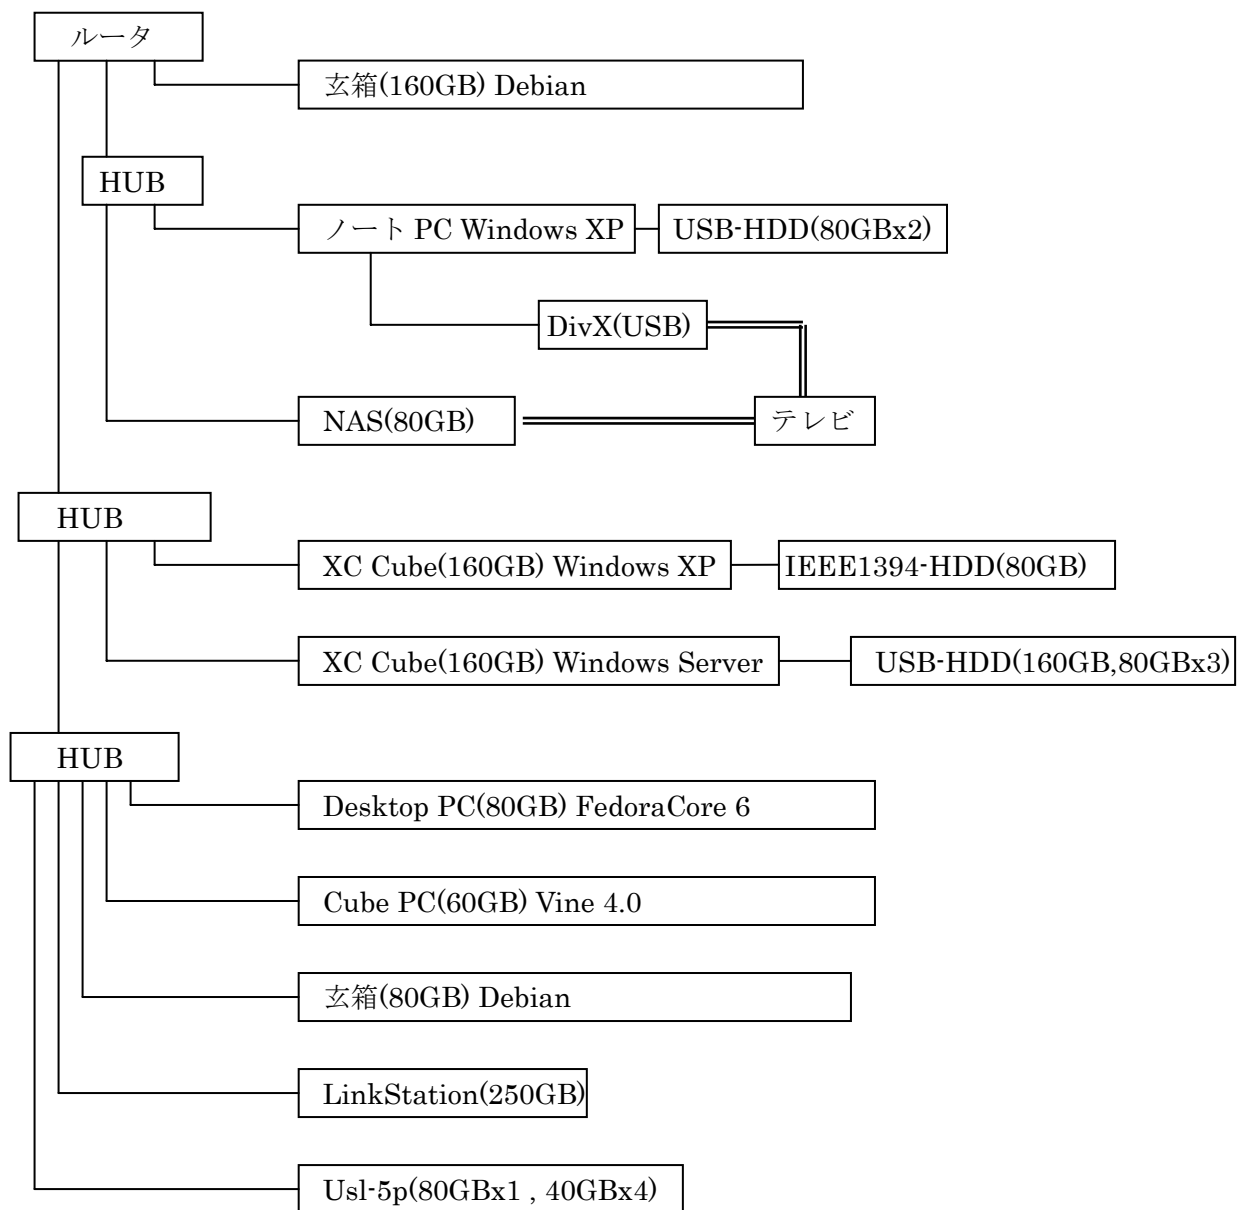 ルータ
玄箱(160GB) Debian
HUB
ノート PC Windows XP
USB-HDD(80GBx2)
DivX(USB)
NAS(80GB)
テレビ
HUB
XC Cube(160GB) Windows XP
IEEE1394-HDD(80GB)
XC Cube(160GB) Windows Server
USB-HDD(160GB,80GBx3)
HUB
Desktop PC(80GB) FedoraCore 6
Cube PC(60GB) Vine 4.0
玄箱(80GB) Debian
LinkStation(250GB)
Usl-5p(80GBx1 , 40GBx4)